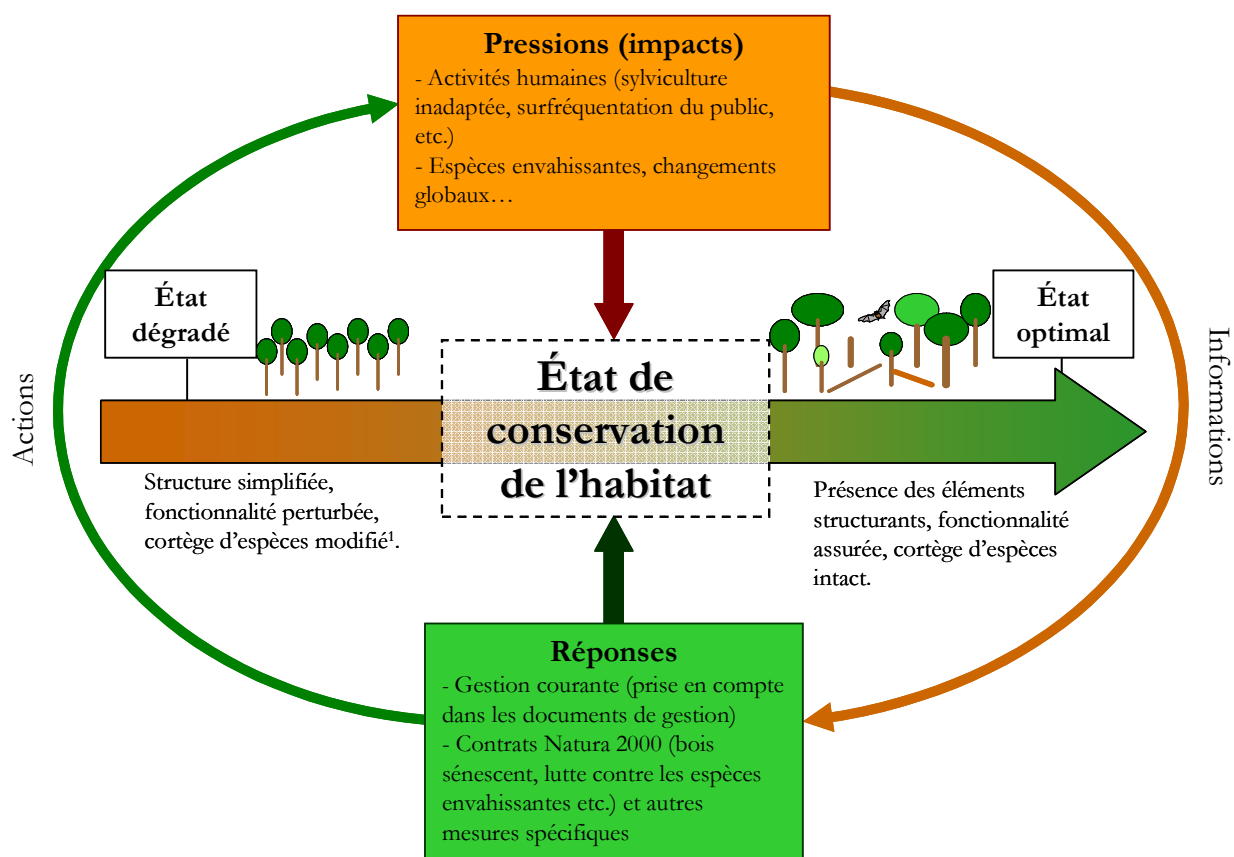 Pressions (impacts)
- Activités humaines (sylviculture
inadaptée, surfréquentation du public,
etc.)
- Espèces envahissantes, changements
globaux…
État
dégradé
État
optimal
Actions
Informations
État de
conservation
de l'habitat
Structure simplifiée,
fonctionnalité perturbée,
cortège d'espèces modifié¹.
Présence des éléments
structurants, fonctionnalité
assurée, cortège d'espèces
intact.
Réponses
- Gestion courante (prise en compte
dans les documents de gestion)
- Contrats Natura 2000 (bois
sénescent, lutte contre les espèces
envahissantes etc.) et autres
mesures spécifiques